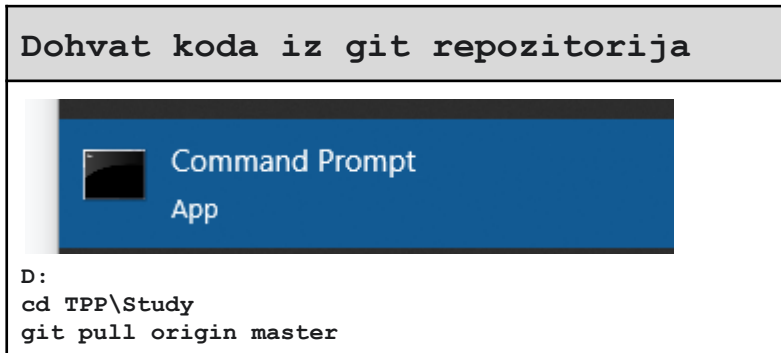 Dohvat koda iz git repozitorija
Command Prompt
App
D:
cd TPP\Study
git pull origin master